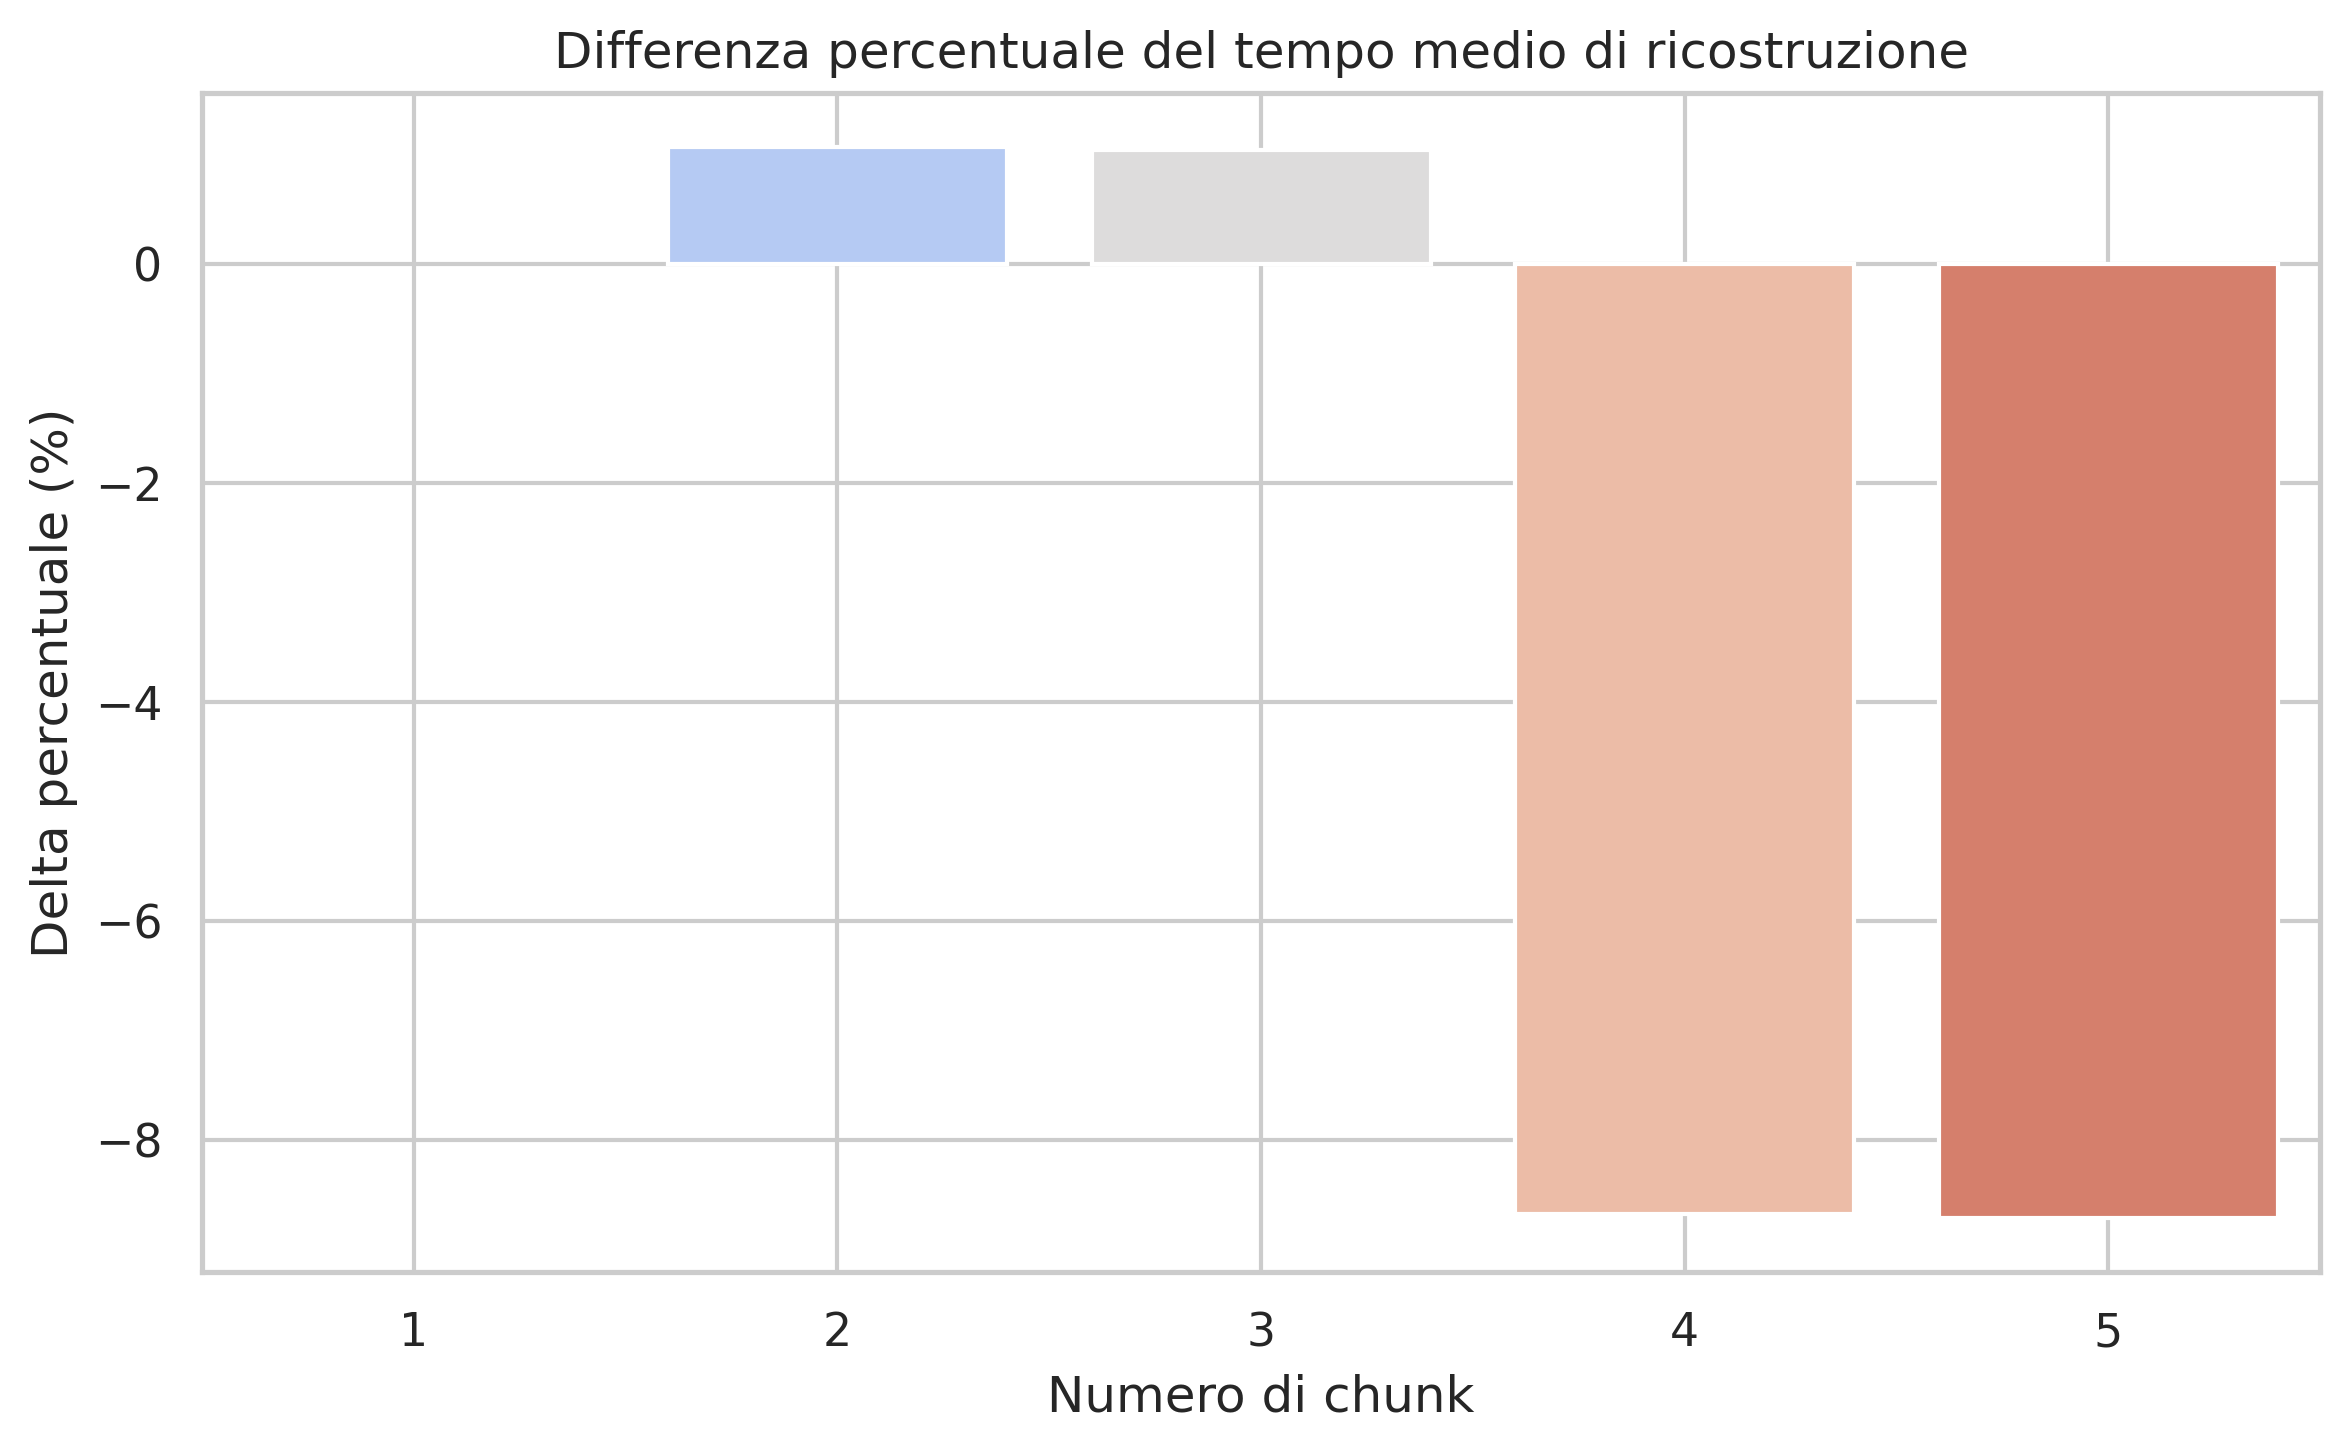 Differenza percentuale del tempo medio di ricostruzione
Delta percentuale (%)
0
−2
−4
−6
−8
1 2 3 4 5
Numero di chunk